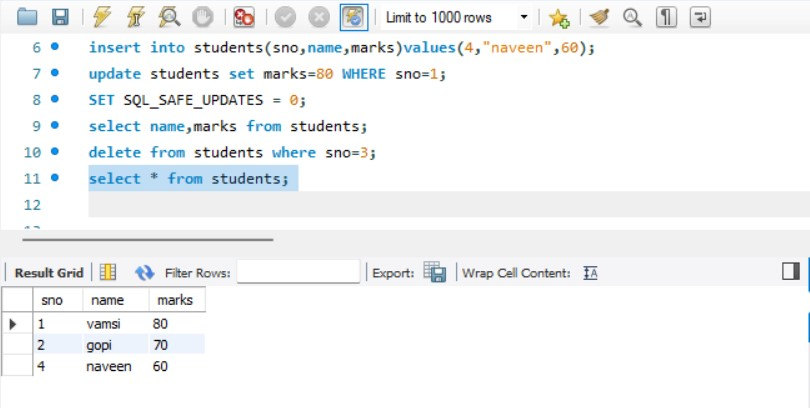 Limit to 1000 rows
6 insert into students(sno,name,marks)values(4,"naveen",60);
7 update students set marks=80 WHERE sno=1;
8 SET SQL_SAFE_UPDATES = 0;
9 select name,marks from students;
10 delete from students where sno=3;
11 select * from students;
12
Result Grid Filter Rows: Export: Wrap Cell Content:
sno name marks
1 vamsi 80
2 gopi 70
4 naveen 60